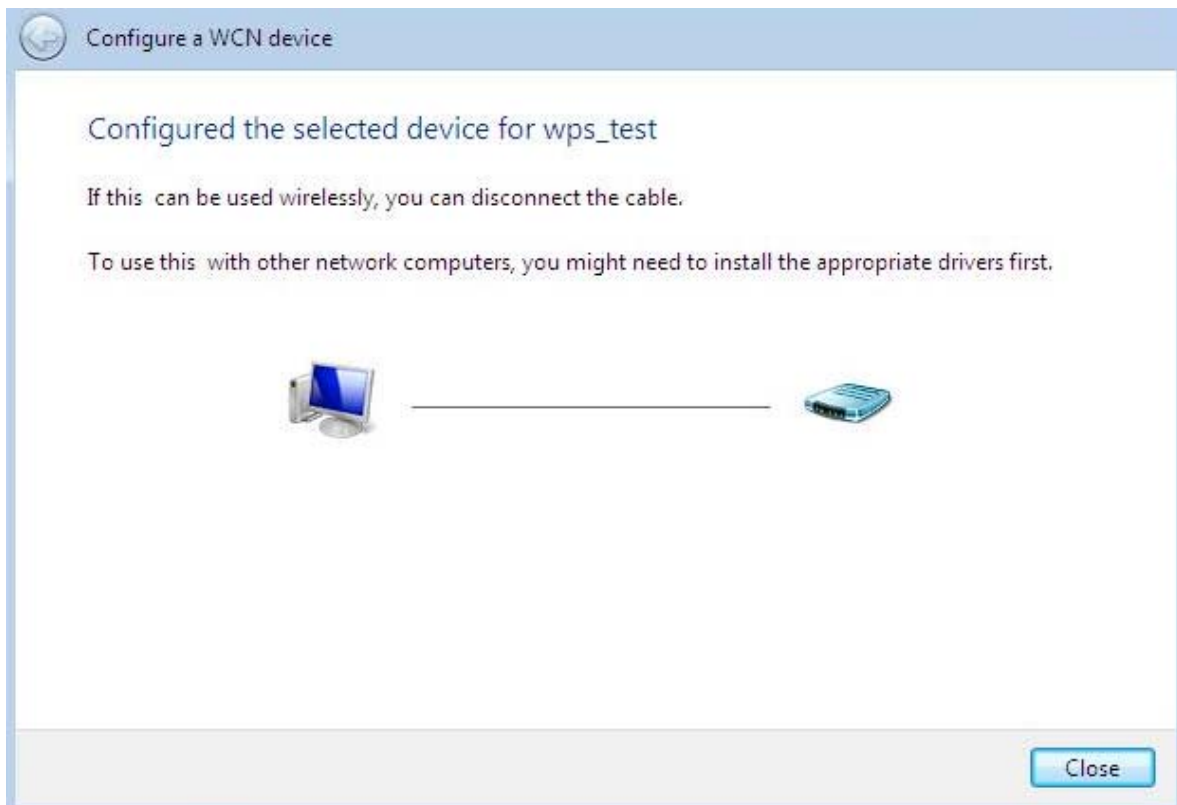 Configure a WCN device
Configured the selected device for wps_test
If this  can be used wirelessly, you can disconnect the cable.
To use this  with other network computers, you might need to install the appropriate drivers first.
Close